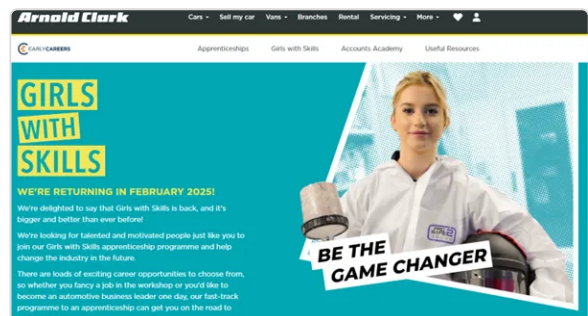 Arnold Clark
Cars Sell my car Vans Branches Rental Servicing More
EARLYCAREERS
Apprenticeships Girls with Skills Accounts Academy Useful Resources
GIRLS
WITH
SKILLS
WE'RE RETURNING IN FEBRUARY 2025!
We're delighted to say that Girls with Skills is back, and it's
bigger and better than ever before!
We're looking for talented and motivated people just like you to
join our Girls with Skills apprenticeship programme and help
change the industry in the future.
There are loads of exciting career opportunities to choose from,
so whether you fancy a job in the workshop or you'd like to
become an automotive business leader one day, our fast-track
programme to an apprenticeship can get you on the road to
BE THE
GAME CHANGER